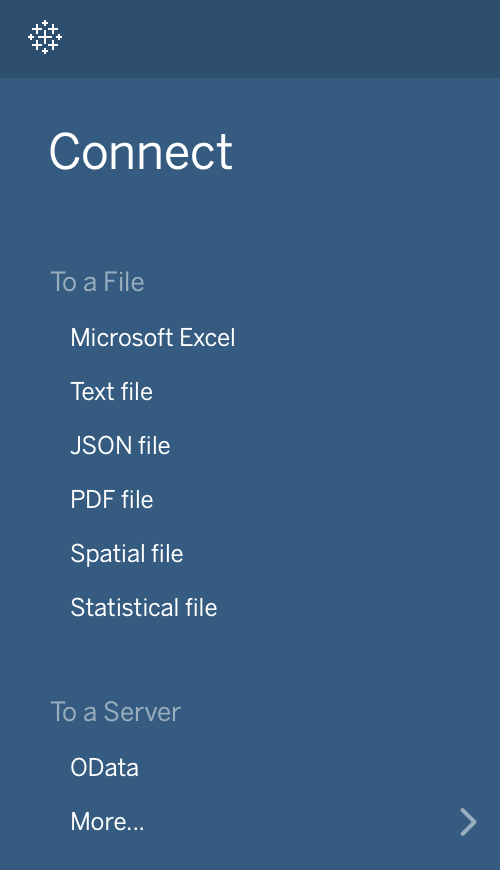 Connect
To a File
Microsoft Excel
Text file
JSON file
PDF file
Spatial file
Statistical file
To a Server
OData
More...